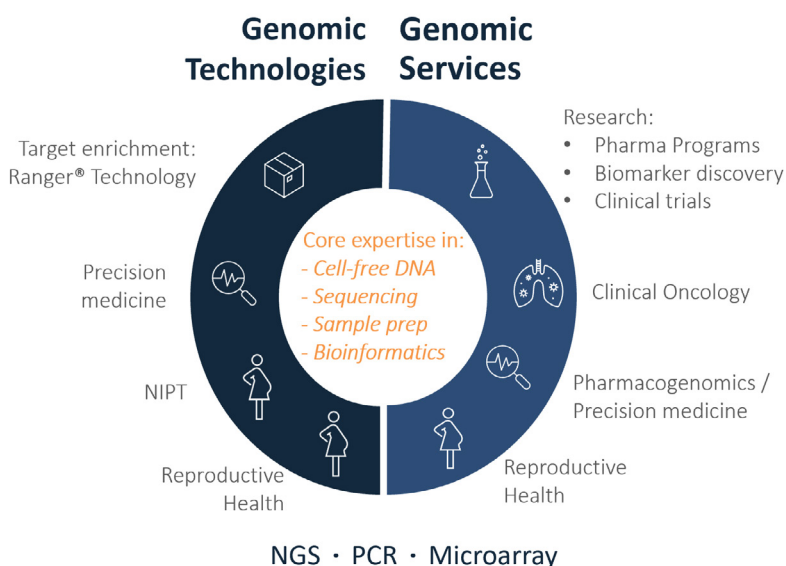 Genomic
Technologies
Genomic
Services
Target enrichment:
Ranger® Technology
Precision
medicine
NIPT
Reproductive
Health
Core expertise in:
- Cell-free DNA
- Sequencing
- Sample prep
- Bioinformatics
Research:
• Pharma Programs
• Biomarker discovery
• Clinical trials
Clinical Oncology
Pharmacogenomics /
Precision medicine
Reproductive
Health
NGS · PCR · Microarray